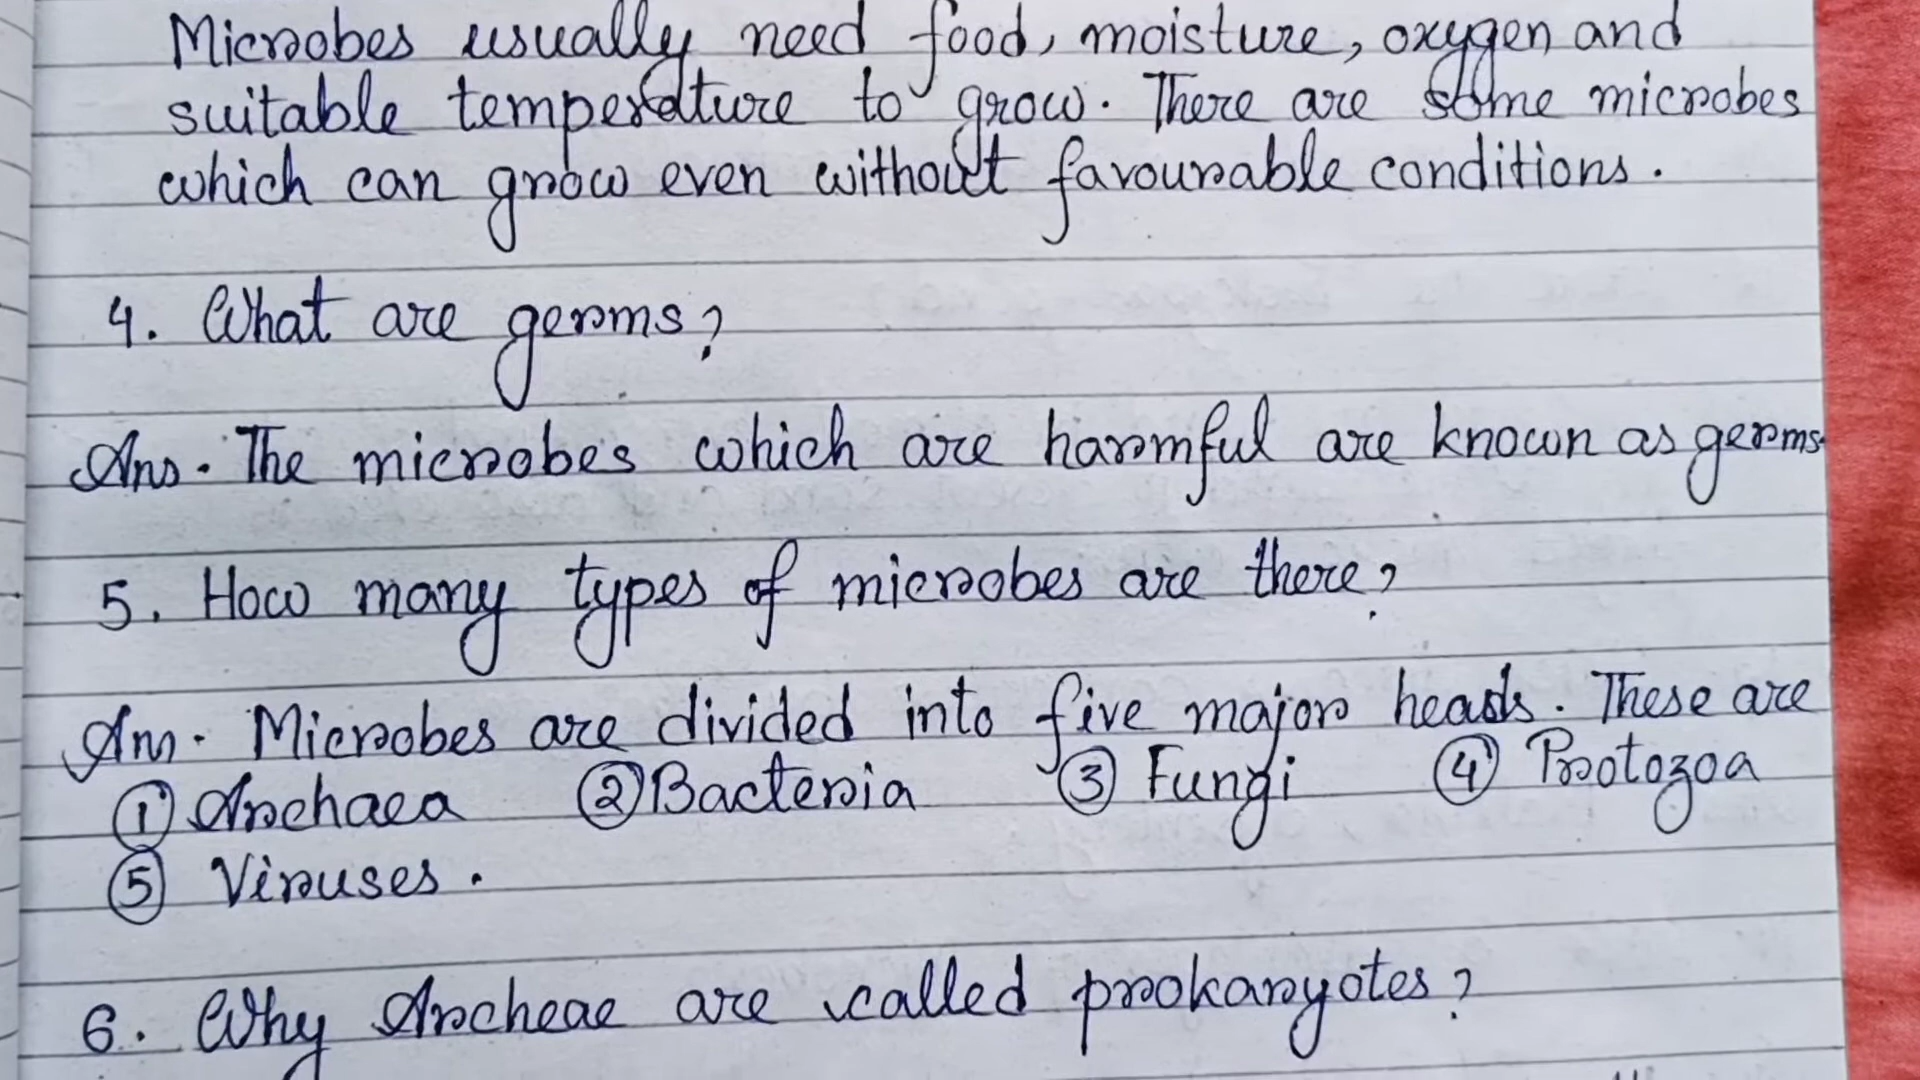 Microbes usually need food, moisture, oxygen and
suitable temperature to grow. There are some microbes
which can grow even without favourable conditions.
4. What are germs?
Ans. The microbes which are harmful are known as germs.
5. How many types of microbes are there?
Ans. Microbes are divided into five major heads. These are
① Archaea ② Bacteria ③ Fungi ④ Protozoa
⑤ Viruses.
6. Why Archeae are called prokaryotes?